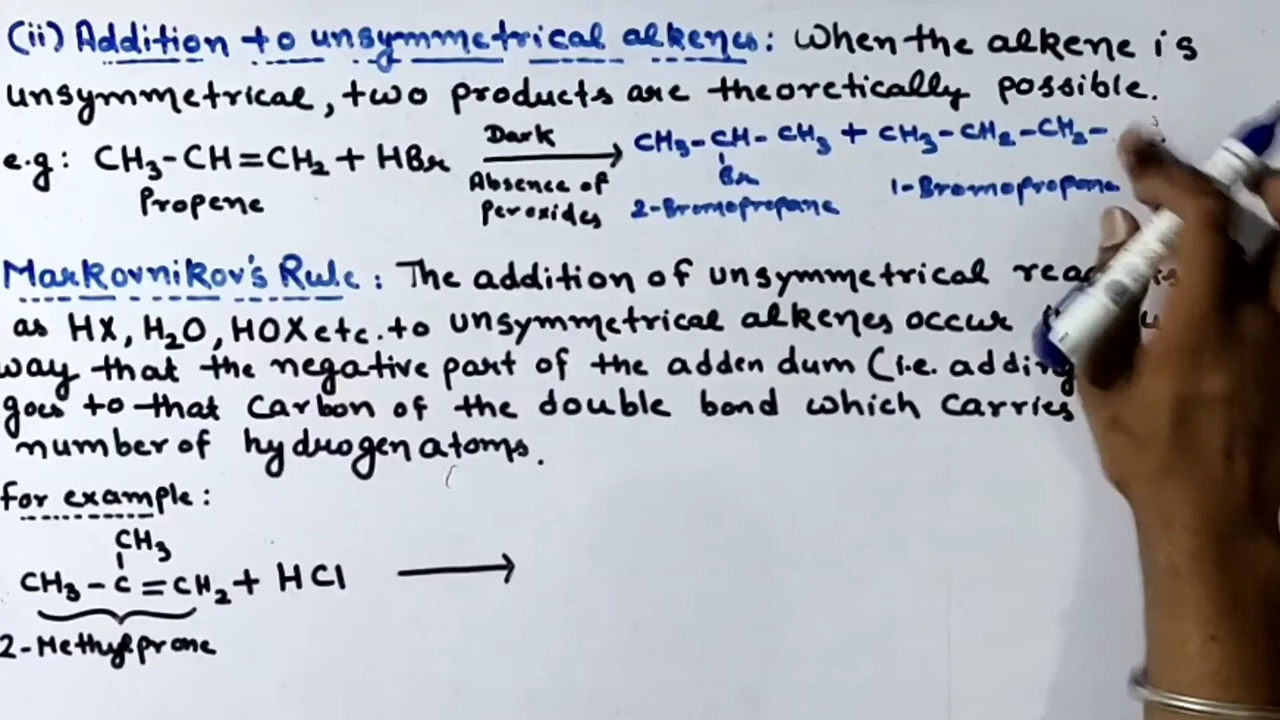 (ii) Addition to unsymmetrical alkenes: When the alkene is
unsymmetrical, two products are theoretically possible.
e.g: CH3-CH=CH2 + HBr Dark Absence of Peroxides CH3-CH-CH3 + CH3-CH2-CH2-
Br
Propene 2-Bromopropane 1-Bromopropane
Markovnikov's Rule: The addition of unsymmetrical
as HX, H2O, HOX etc. to unsymmetrical alkenes occur
way that the negative part of the adden dum (i.e. adding
goes to that carbon of the double bond which carries
number of hydrogen atoms.
For example:
CH3
CH3-C=CH2 + HCl
2-Methylprone